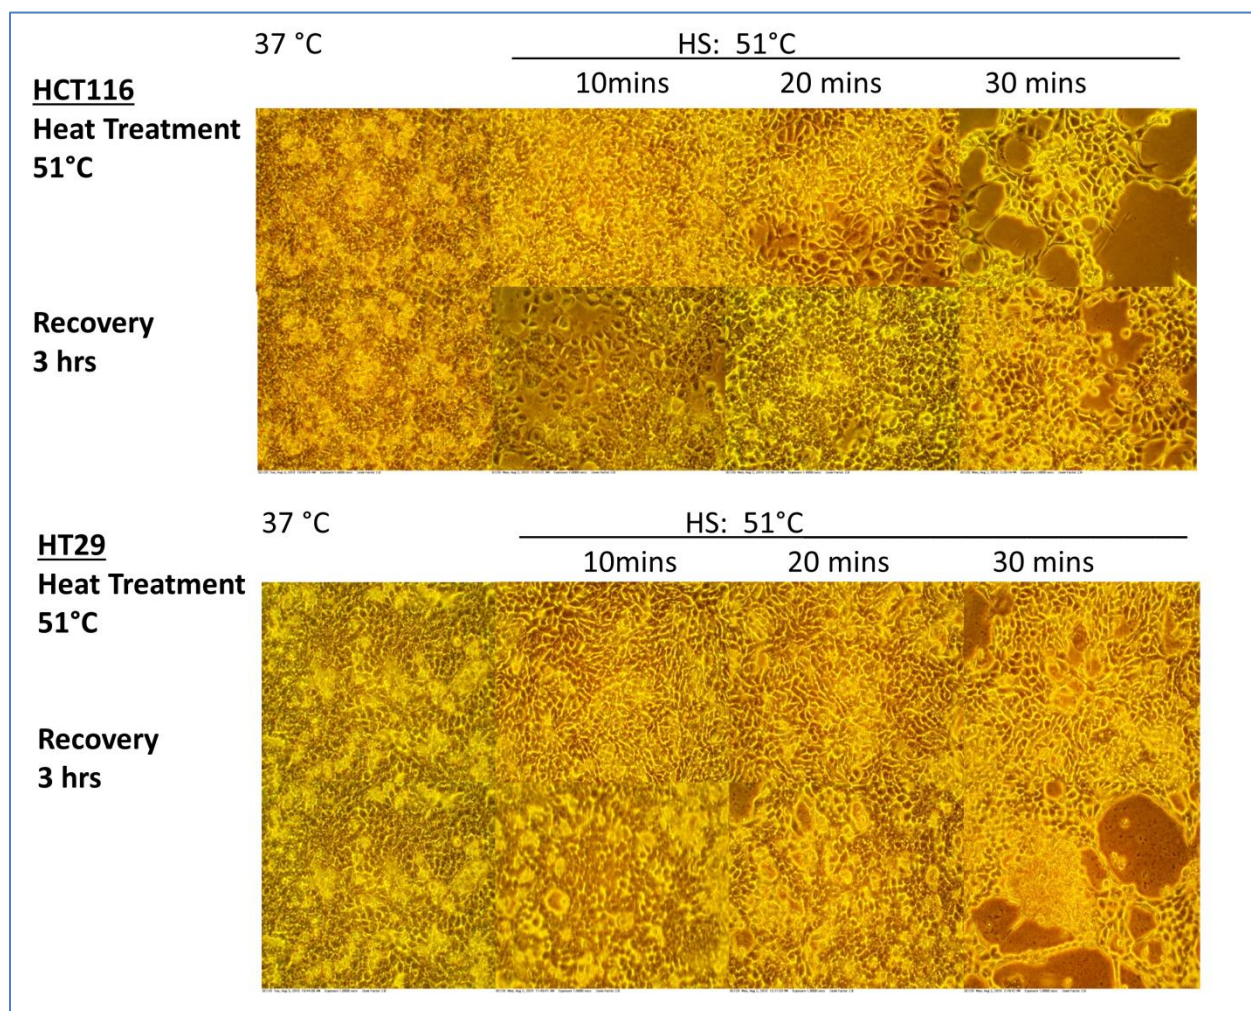 37 °C
HS: 51°C
10mins
20 mins
30 mins
HCT116
Heat Treatment
51°C
Recovery
3 hrs
37 °C
HS: 51°C
10mins
20 mins
30 mins
HT29
Heat Treatment
51°C
Recovery
3 hrs